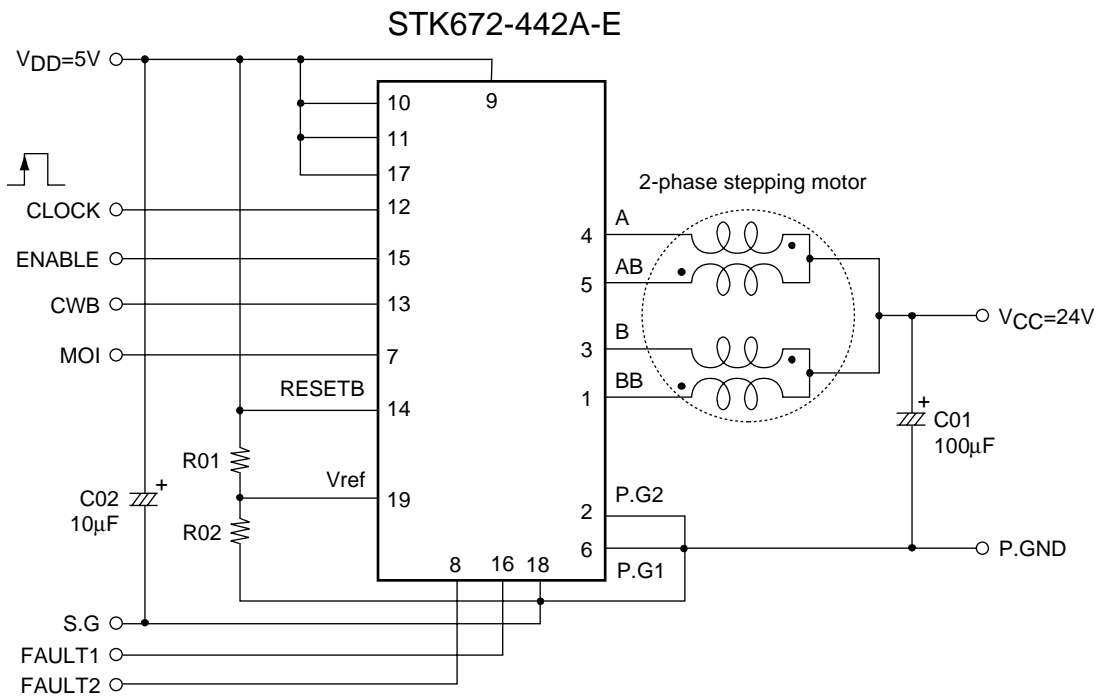 STK672-442A-E
VDD=5V
9
10
11
17
CLOCK
12
ENABLE
15
CWB
13
MOI
7
RESETB
14
R01
Vref
19
R02
C02
+
10μF
8
16
18
S.G
FAULT1
FAULT2
2-phase stepping motor
A
4
AB
5
B
3
BB
1
VCC=24V
+
C01
100μF
P.G2
2
6
P.G1
P.GND